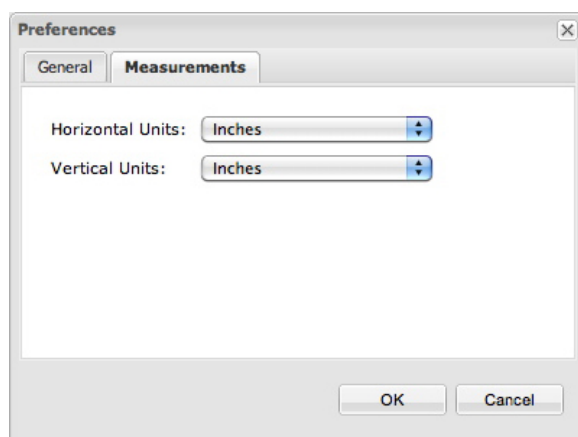 Preferences
General Measurements
Horizontal Units: Inches
Vertical Units: Inches
OK Cancel